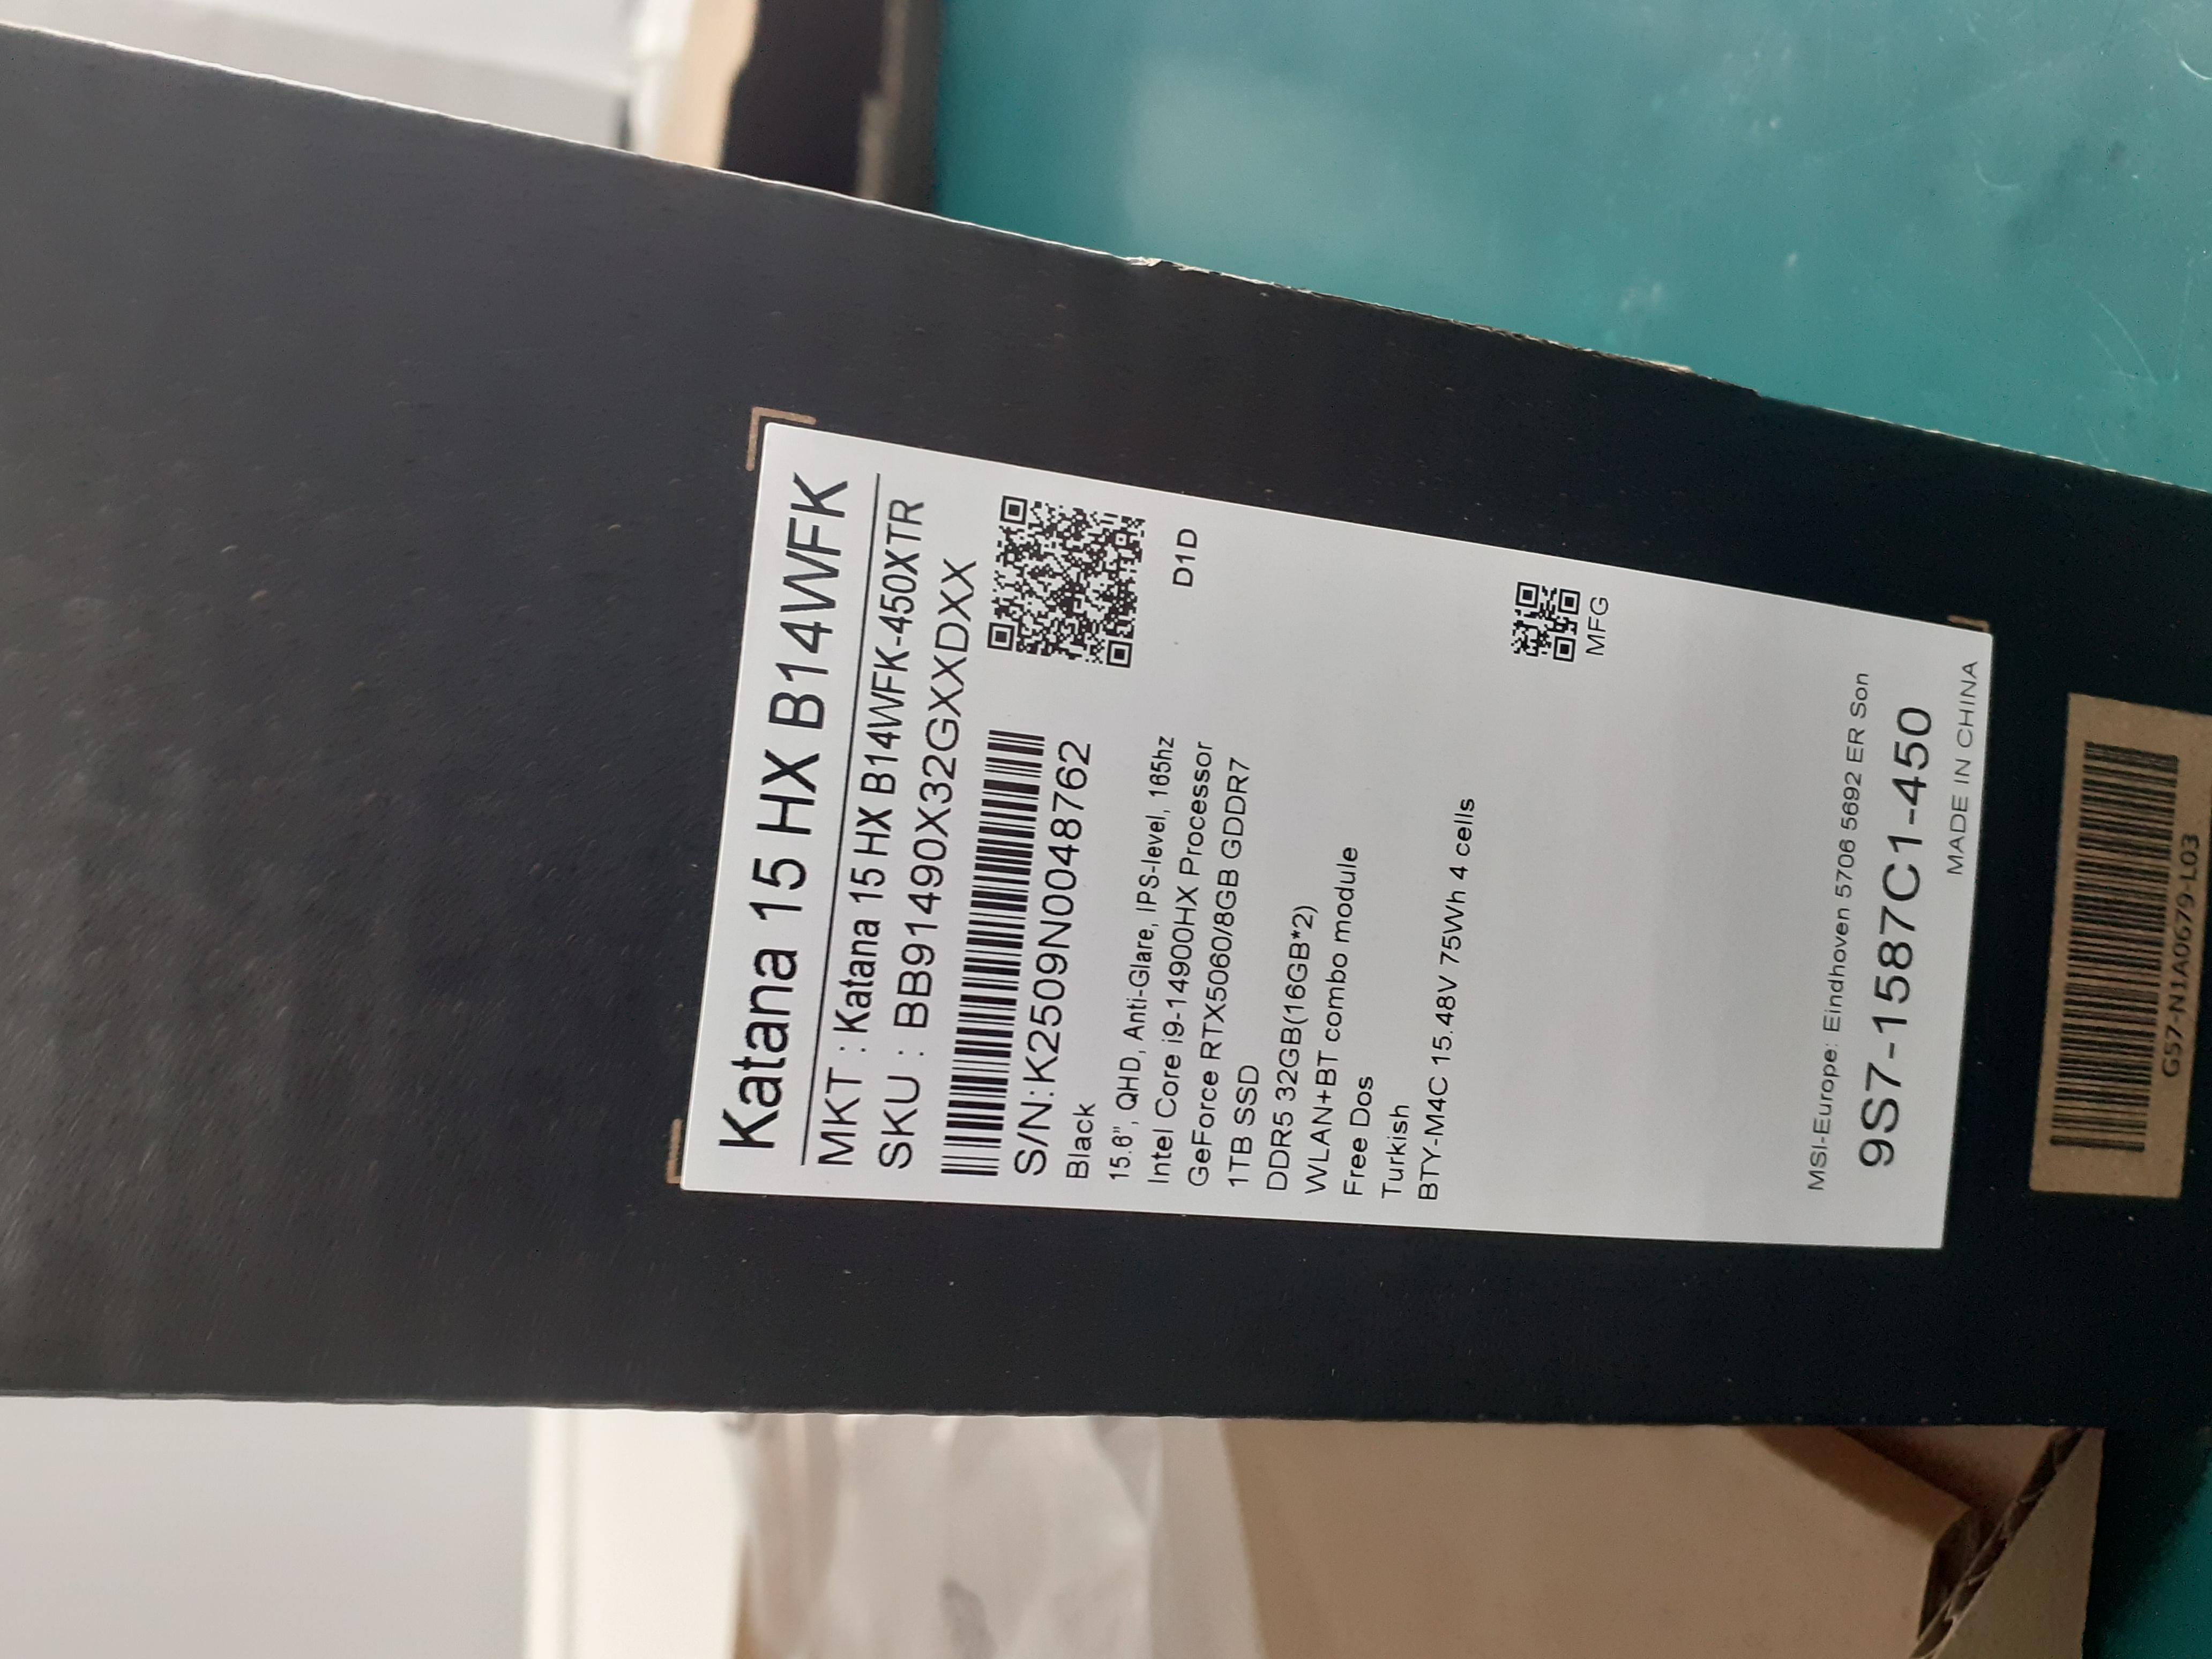 Katana 15 HX B14WFK
MKT : Katana 15 HX B14WFK-450XTR
SKU : BB91490X32GXXDXX
S/N:K2509N0048762
Black
D1D
15.6”, QHD, Anti-Glare, IPS-level, 165hz
Intel Core i9-14900HX Processor
GeForce RTX5060/8GB GDDR7
1TB SSD
DDR5 32GB(16GB*2)
WLAN+BT combo module
Free Dos
Turkish
BTY-M4C 15.48V 75Wh 4 cells
MFG
MSI-Europe: Eindhoven 5706 5692 ER Son
9S7-1587C1-450
MADE IN CHINA
G57-N1A0679-L03